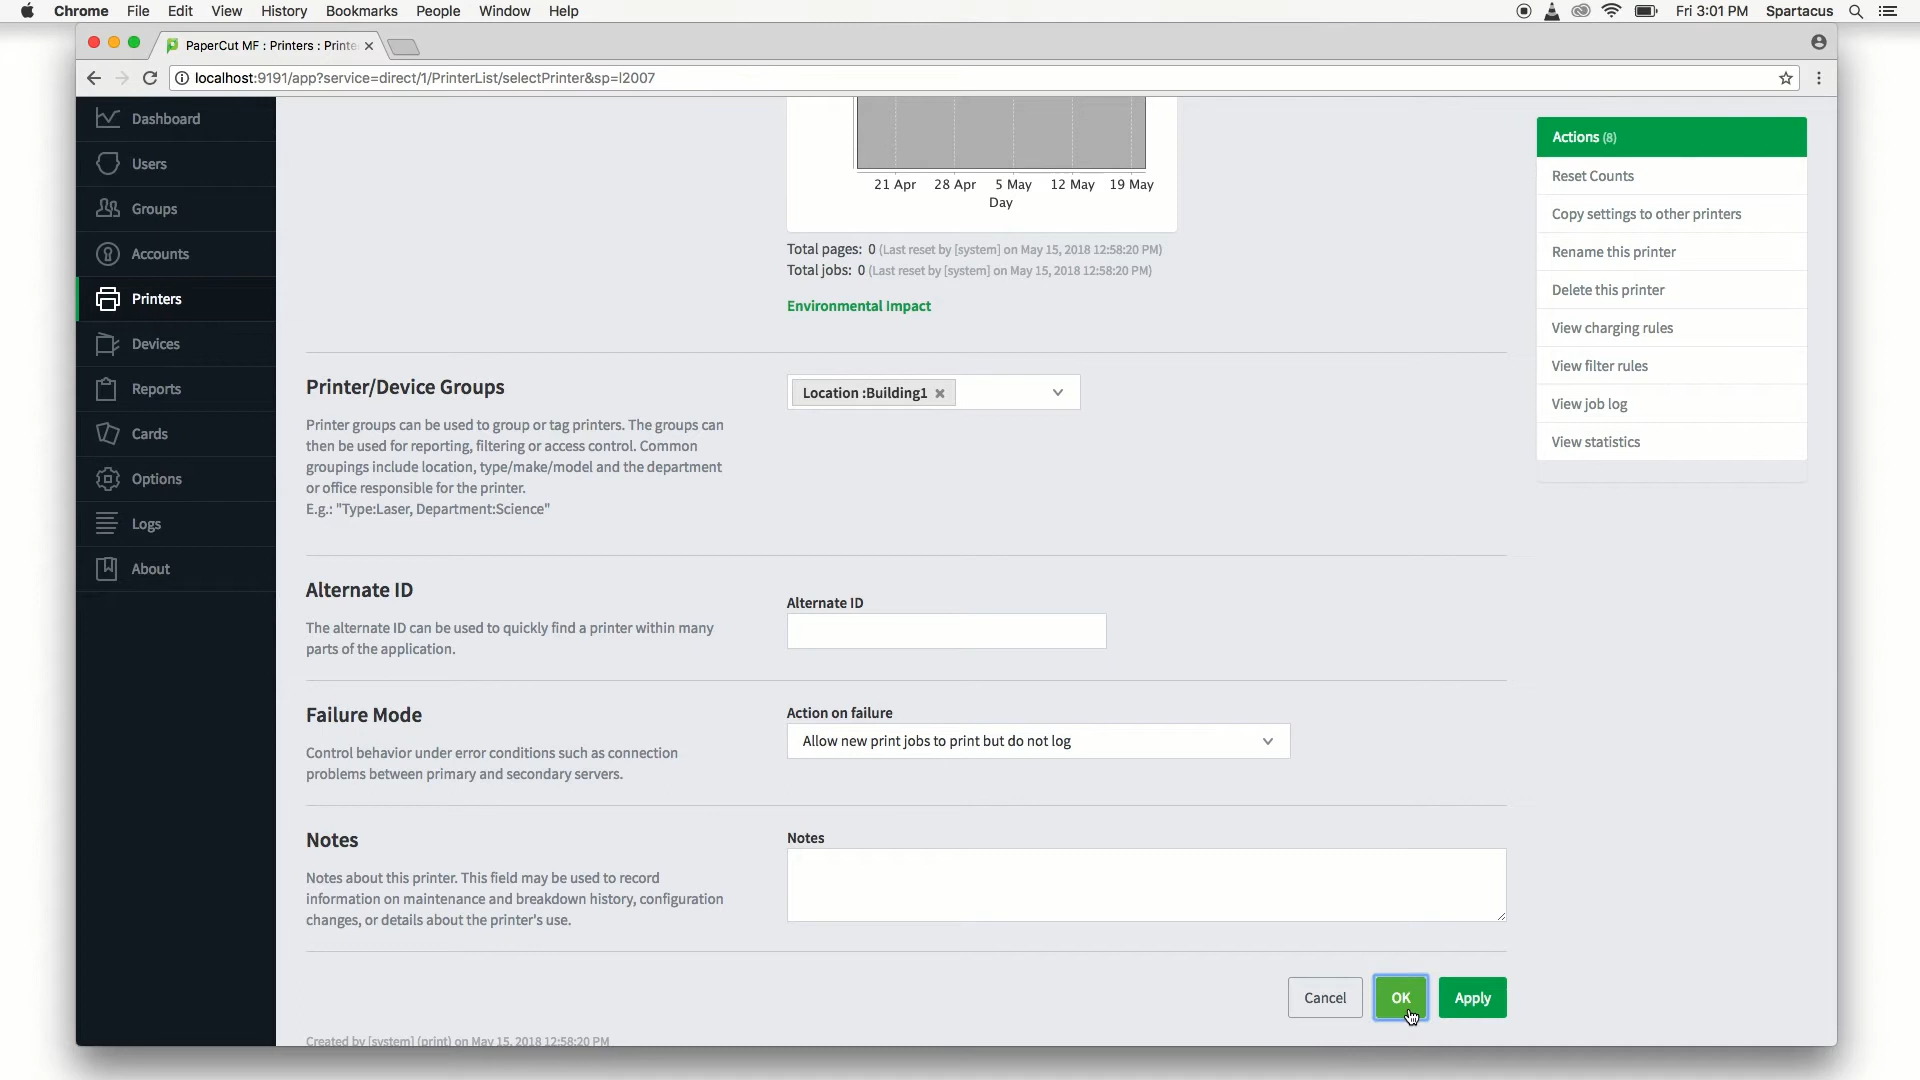 Chrome File Edit View History Bookmarks People Window Help Fri 3:01 PM Spartacus
PaperCut MF : Printers : Printe
localhost:9191/app?service=direct/1/PrinterList/selectPrinter&sp=l2007
Dashboard
Users
Groups
Accounts
Printers
Devices
Reports
Cards
Options
Logs
About
21 Apr 28 Apr 5 May 12 May 19 May
Day
Total pages: 0 (Last reset by [system] on May 15, 2018 12:58:20 PM)
Total jobs: 0 (Last reset by [system] on May 15, 2018 12:58:20 PM)
Environmental Impact
Printer/Device Groups
Printer groups can be used to group or tag printers. The groups can
then be used for reporting, filtering or access control. Common
groupings include location, type/make/model and the department
or office responsible for the printer.
E.g.: "Type:Laser, Department:Science"
Location :Building1
Alternate ID
The alternate ID can be used to quickly find a printer within many
parts of the application.
Alternate ID
Failure Mode
Control behavior under error conditions such as connection
problems between primary and secondary servers.
Action on failure
Allow new print jobs to print but do not log
Notes
Notes about this printer. This field may be used to record
information on maintenance and breakdown history, configuration
changes, or details about the printer's use.
Notes
Cancel OK Apply
Created by [system] (print) on May 15, 2018 12:58:20 PM
Actions (8)
Reset Counts
Copy settings to other printers
Rename this printer
Delete this printer
View charging rules
View filter rules
View job log
View statistics